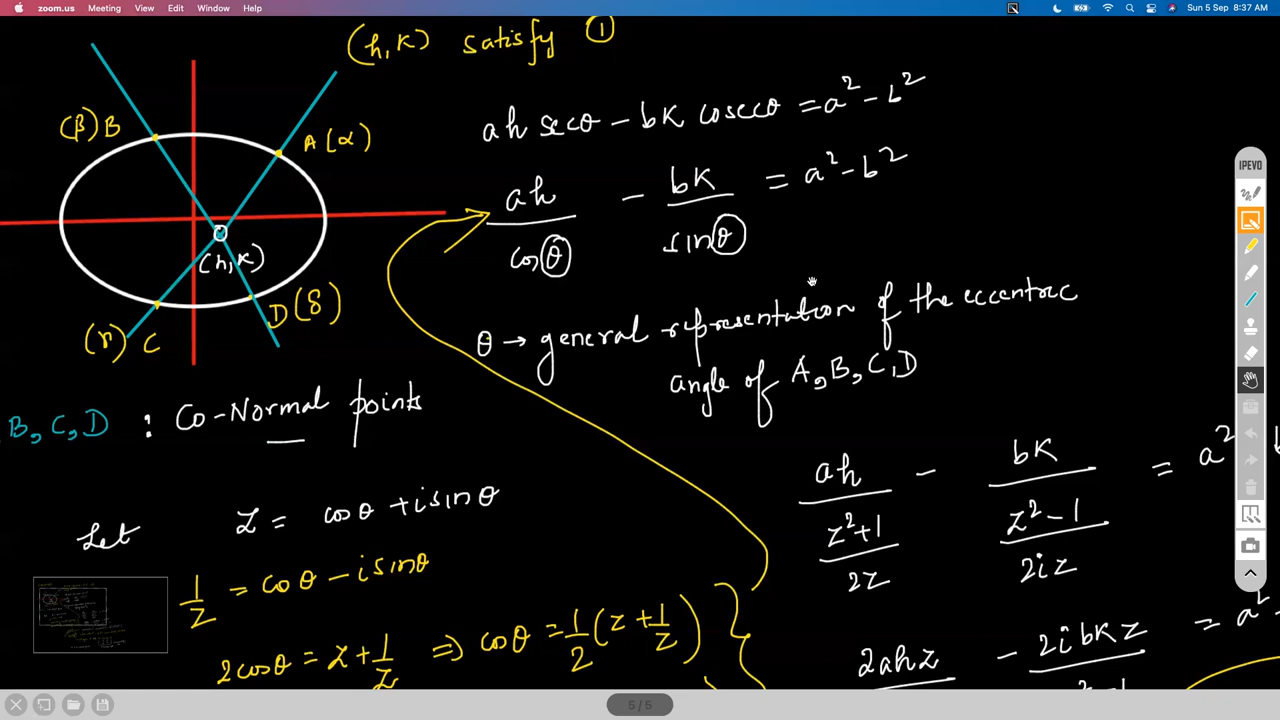 zoom.us Meeting View Edit Window Help Sun 5 Sep 8:37 AM
(h, K) satisfy ①
ah secθ – bK cosecθ = a² – b²
(β) B
A (α)
ah/cosθ – bK/sinθ = a² – b²
(h, K)
D (δ)
(r) C
θ → general representation of the eccentric
angle of A, B, C, D
B, C, D : Co-Normal points
ah/((z²+1)/2z) – bK/((z²–1)/2iz) = a²
Let z = cosθ + i sinθ
1/z = cosθ – i sinθ
2cosθ = z + 1/z ⇒ cosθ = 1/2 (z + 1/z)
2ahz – 2ibKz = a²
IPEVO
5 / 5